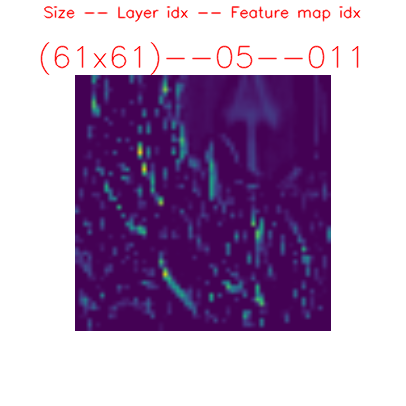 Size -- Layer idx -- Feature map idx
(61x61)--05--011